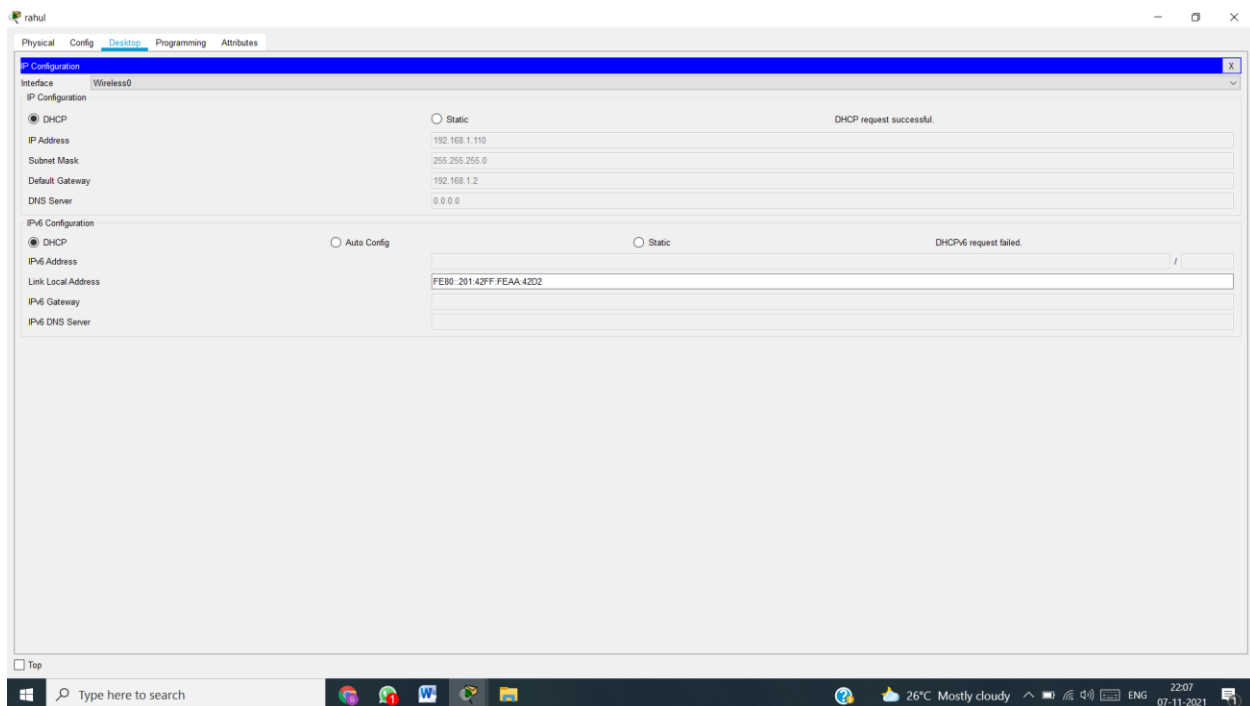 rahul
Physical Config Desktop Programming Attributes
IP Configuration X
Interface Wireless0
IP Configuration
DHCP Static DHCP request successful.
IP Address 192.168.1.110
Subnet Mask 255.255.255.0
Default Gateway 192.168.1.2
DNS Server 0.0.0.0
IPv6 Configuration
DHCP Auto Config Static DHCPv6 request failed.
IPv6 Address /
Link Local Address FE80::201:42FF:FEAA:42D2
IPv6 Gateway
IPv6 DNS Server
Top
Type here to search 26°C Mostly cloudy ENG 22:07
07-11-2021